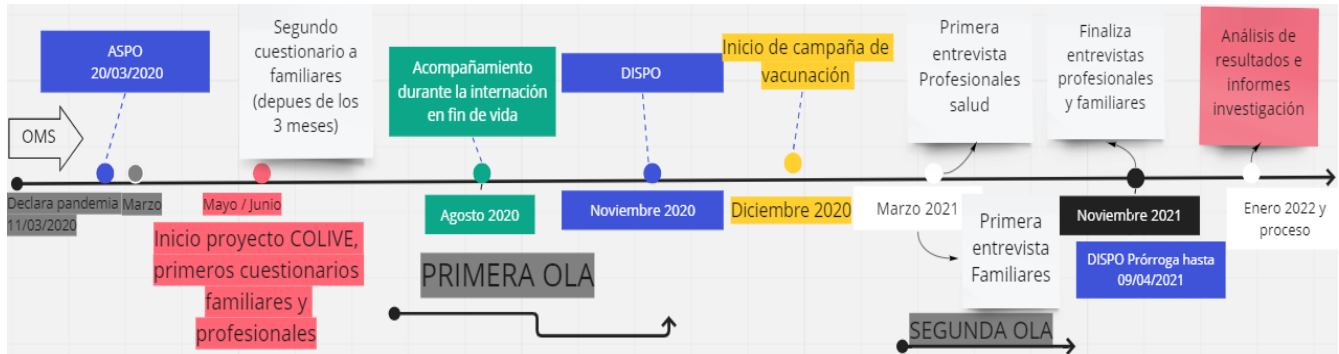 ASPO
20/03/2020
Segundo
cuestionario a
familiares
(depues de los
3 meses)
Acompañamiento
durante la internación
en fin de vida
DISPO
Inicio de campaña de
vacunación
Primera
entrevista
Profesionales
salud
Finaliza
entrevistas
profesionales
y familiares
Análisis de
resultados e
informes
investigación
OMS
Declara pandemia
11/03/2020
Marzo
Mayo / Junio
Inicio proyecto COLIVE,
primeros cuestionarios
familiares y
profesionales
Agosto 2020
Noviembre 2020
Diciembre 2020
Marzo 2021
Primera
entrevista
Familiares
Noviembre 2021
DISPO Prórroga hasta
09/04/2021
Enero 2022 y
proceso
PRIMERA OLA
SEGUNDA OLA